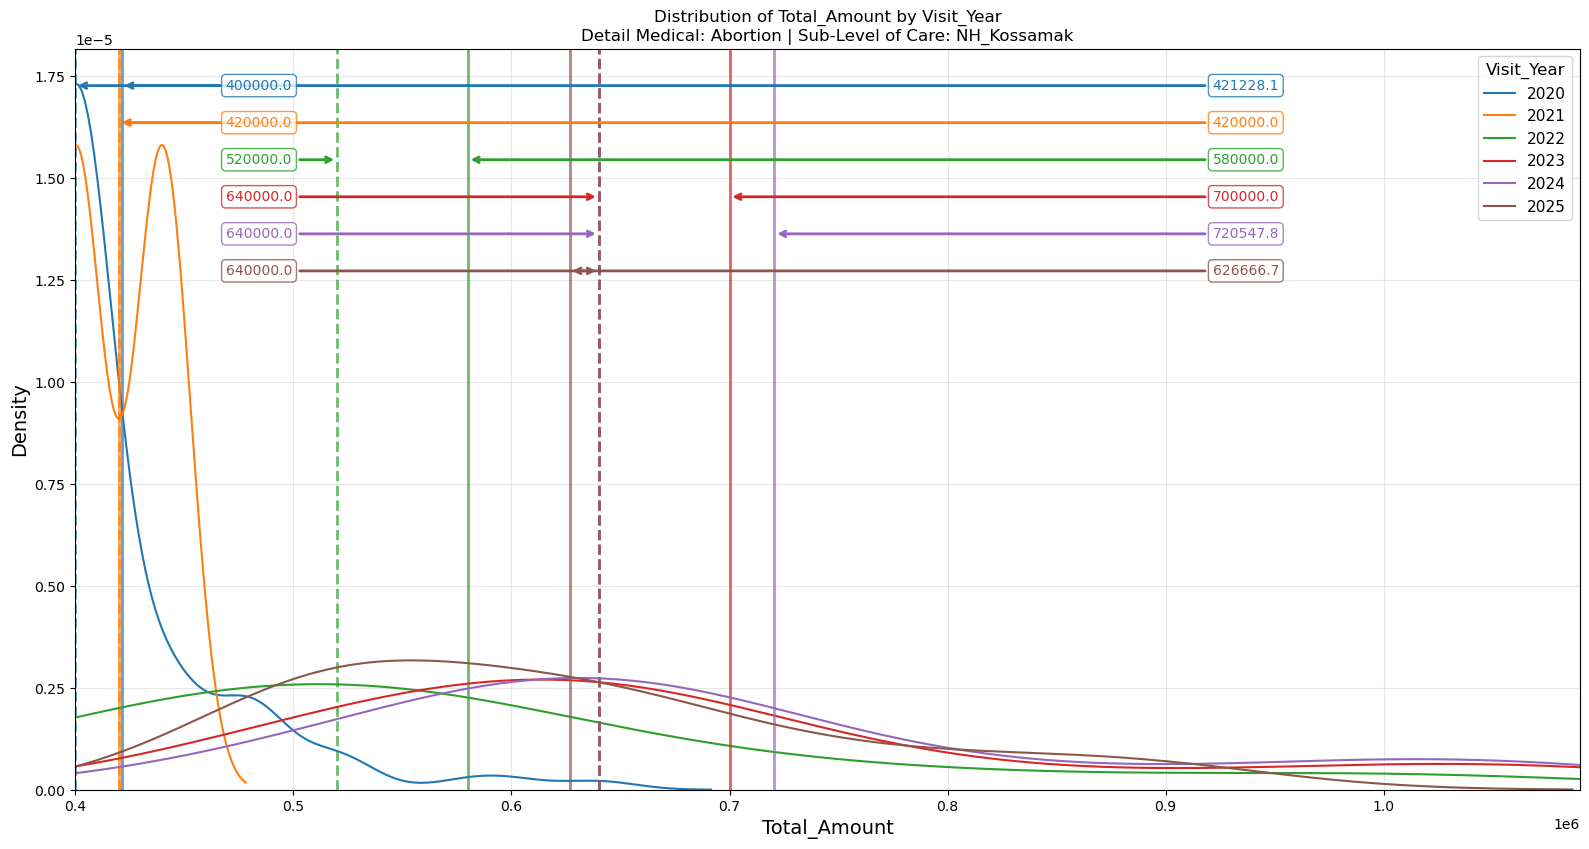 Distribution of Total_Amount by Visit_Year
Detail Medical: Abortion | Sub-Level of Care: NH_Kossamak
1e−5
1.75
1.50
1.25
1.00
0.75
0.50
0.25
0.00
Density
400000.0 421228.1
420000.0 420000.0
520000.0 580000.0
640000.0 700000.0
640000.0 720547.8
640000.0 626666.7
Visit_Year
2020
2021
2022
2023
2024
2025
0.4 0.5 0.6 0.7 0.8 0.9 1.0
1e6
Total_Amount